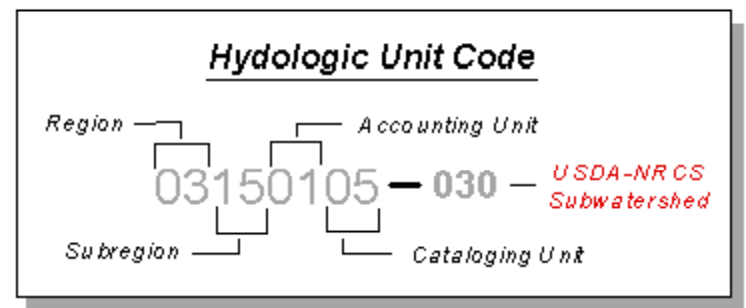 Hydologic Unit Code
Region
Accounting Unit
03150105 — 030 — USDA-NRCS
Subwatershed
Subregion
Cataloging Unit